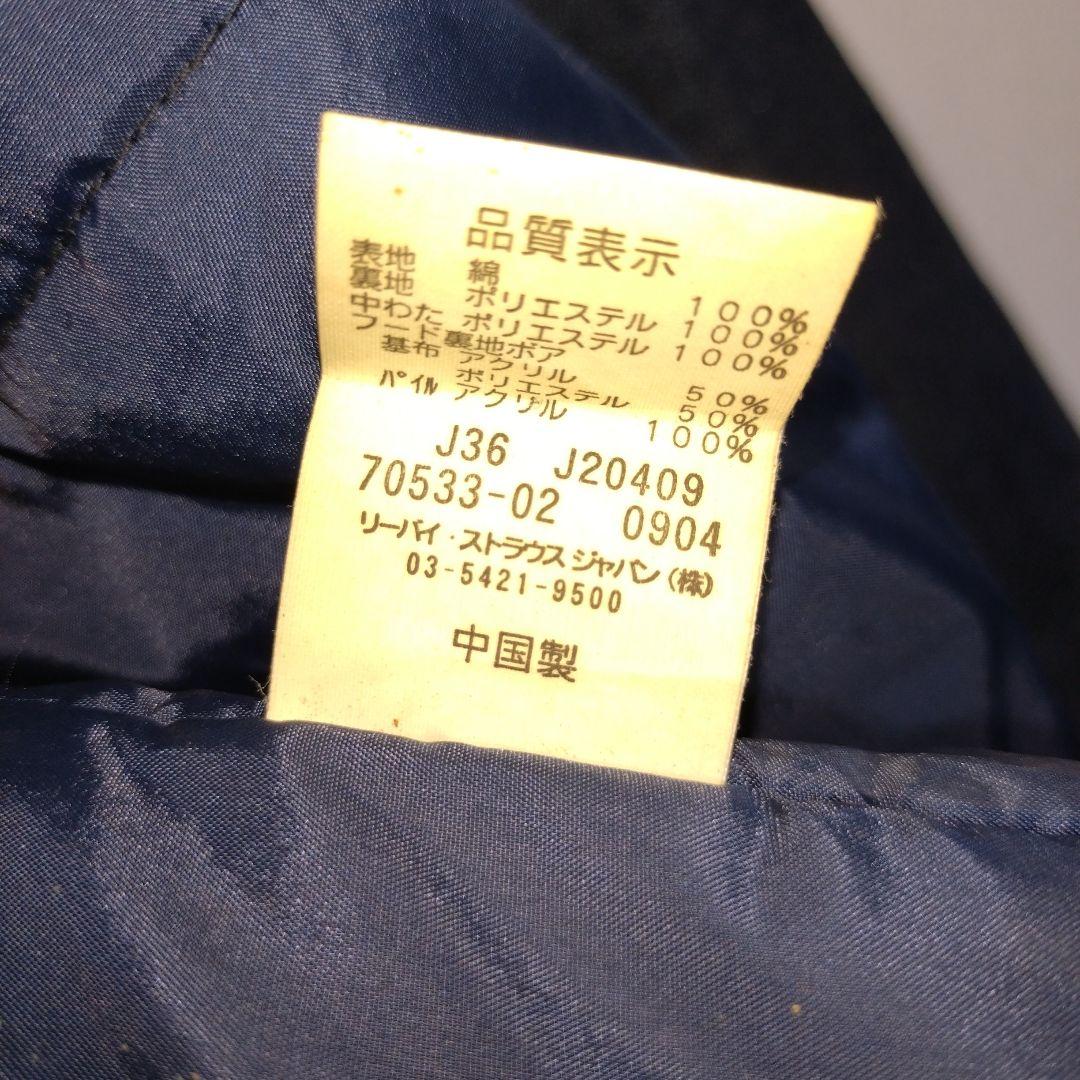 品質表示
表地 綿 100%
裏地 ポリエステル 100%
中わた ポリエステル 100%
フード裏地ボア
基布 アクリル 50%
ポリエステル 50%
パイル アクリル 100%
J36 J20409
70533-02 0904
リーバイ・ストラウス ジャパン(株)
03-5421-9500
中国製